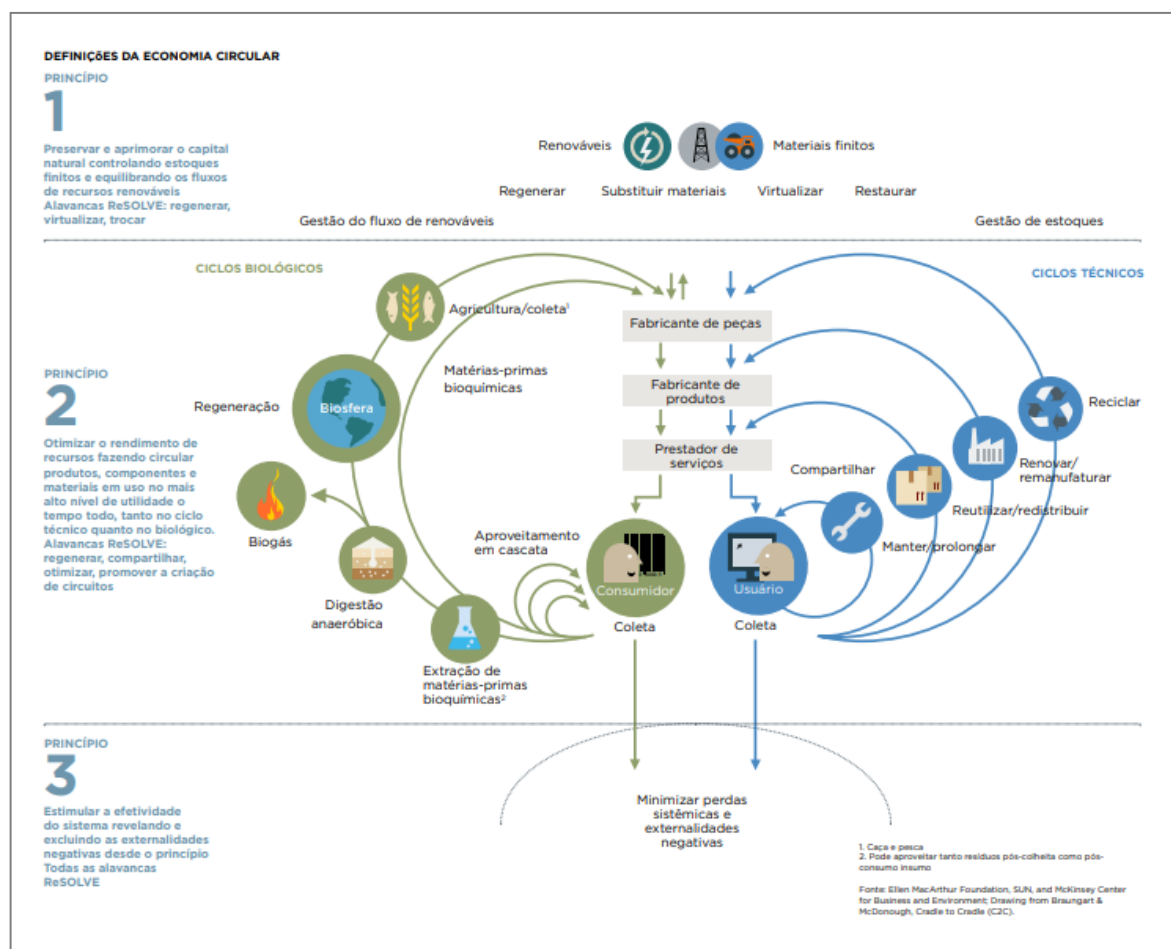 DEFINIÇÕES DA ECONOMIA CIRCULAR
PRINCÍPIO
1
Preservar e aprimorar o capital
natural controlando estoques
finitos e equilibrando os fluxos
de recursos renováveis
Alavancas ReSOLVE: regenerar,
virtualizar, trocar
Renováveis
Materiais finitos
Regenerar
Substituir materiais
Virtualizar
Restaurar
Gestão do fluxo de renováveis
Gestão de estoques
CICLOS BIOLÓGICOS
CICLOS TÉCNICOS
PRINCÍPIO
2
Otimizar o rendimento de
recursos fazendo circular
produtos, componentes e
materiais em uso no mais
alto nível de utilidade o
tempo todo, tanto no ciclo
técnico quanto no biológico.
Alavancas ReSOLVE:
regenerar, compartilhar,
otimizar, promover a criação
de circuitos
Agricultura/coleta¹
Matérias-primas
bioquímicas
Regeneração
Biosfera
Biogás
Digestão
anaeróbica
Extração de
matérias-primas
bioquímicas²
Aproveitamento
em cascata
Fabricante de peças
Fabricante de
produtos
Prestador de
serviços
Consumidor
Coleta
Usuário
Coleta
Compartilhar
Manter/prolongar
Reutilizar/redistribuir
Renovar/
remanufaturar
Reciclar
PRINCÍPIO
3
Estimular a efetividade
do sistema revelando e
excluindo as externalidades
negativas desde o princípio
Todas as alavancas
ReSOLVE
Minimizar perdas
sistêmicas e
externalidades
negativas
1. Caça e pesca
2. Pode aproveitar tanto resíduos pós-colheita como pós-
consumo insumo
Fonte: Ellen MacArthur Foundation, SUN, and McKinsey Center
for Business and Environment; Drawing from Braungart &
McDonough, Cradle to Cradle (C2C).